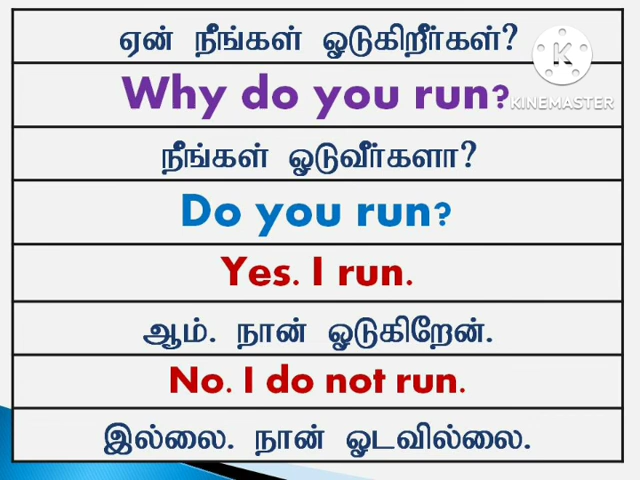 ஏன் நீங்கள் ஓடுகிறீர்கள்?
Why do you run?
KINEMASTER
நீங்கள் ஓடுவீர்களா?
Do you run?
Yes. I run.
ஆம். நான் ஓடுகிறேன்.
No. I do not run.
இல்லை. நான் ஓடவில்லை.